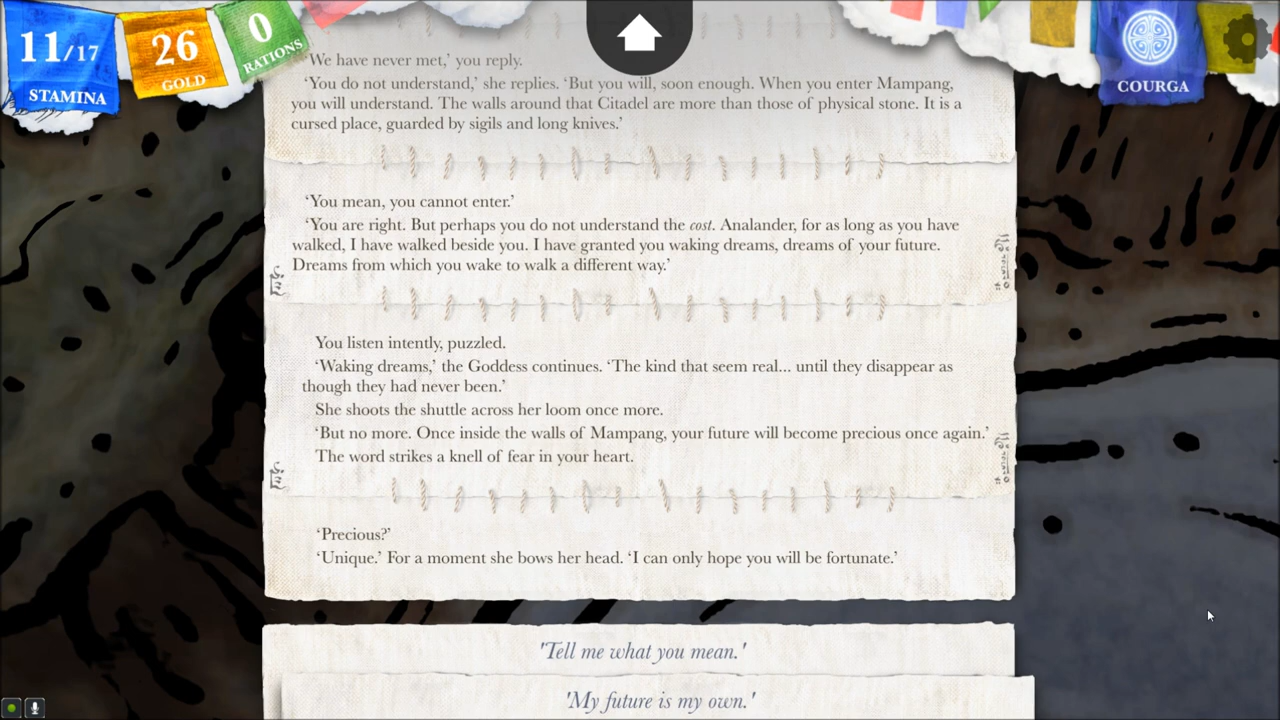 11/17
STAMINA
26
GOLD
0
RATIONS
COURGA
'We have never met,' you reply.
'You do not understand,' she replies. 'But you will, soon enough. When you enter Mampang,
you will understand. The walls around that Citadel are more than those of physical stone. It is a
cursed place, guarded by sigils and long knives.'
'You mean, you cannot enter.'
'You are right. But perhaps you do not understand the cost. Analander, for as long as you have
walked, I have walked beside you. I have granted you waking dreams, dreams of your future.
Dreams from which you wake to walk a different way.'
You listen intently, puzzled.
'Waking dreams,' the Goddess continues. 'The kind that seem real... until they disappear as
though they had never been.'
She shoots the shuttle across her loom once more.
'But no more. Once inside the walls of Mampang, your future will become precious once again.'
The word strikes a knell of fear in your heart.
'Precious?'
'Unique.' For a moment she bows her head. 'I can only hope you will be fortunate.'
'Tell me what you mean.'
'My future is my own.'